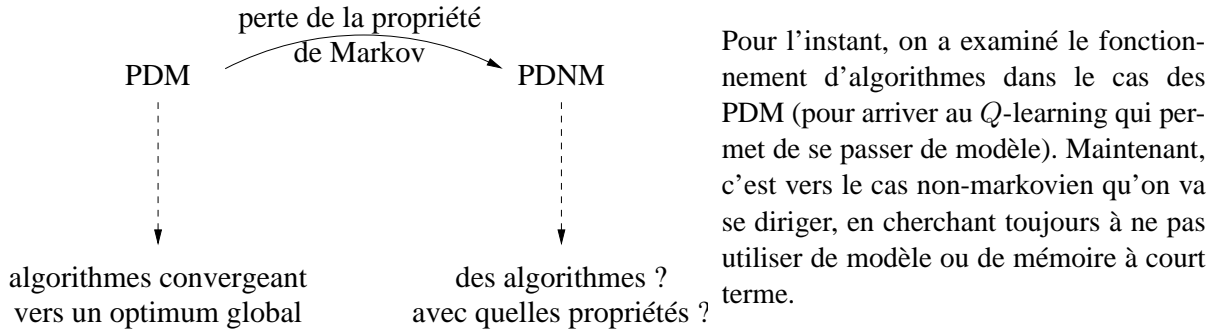 perte de la propriété
de Markov
PDM
PDNM
algorithmes convergeant
vers un optimum global
des algorithmes ?
avec quelles propriétés ?
Pour l'instant, on a examiné le fonction-
nement d'algorithmes dans le cas des
PDM (pour arriver au Q-learning qui per-
met de se passer de modèle). Maintenant,
c'est vers le cas non-markovien qu'on va
se diriger, en cherchant toujours à ne pas
utiliser de modèle ou de mémoire à court
terme.